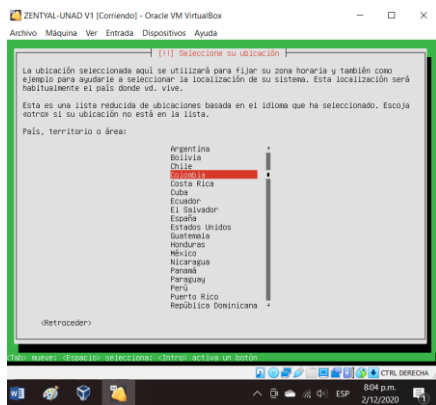 ZENTYAL-UNAD V1 [Corriendo] - Oracle VM VirtualBox
Archivo Máquina Ver Entrada Dispositivos Ayuda
[!!] Seleccione su ubicación
La ubicación seleccionada aquí se utilizará para fijar su zona horaria y también como
ejemplo para ayudarle a seleccionar la localización de su sistema. Esta localización será
habitualmente el país donde vd. vive.
Esta es una lista reducida de ubicaciones basada en el idioma que ha seleccionado. Escoja
«otro» si su ubicación no está en la lista.
País, territorio o área:
Argentina
Bolivia
Chile
Colombia
Costa Rica
Cuba
Ecuador
El Salvador
España
Estados Unidos
Guatemala
Honduras
México
Nicaragua
Panamá
Paraguay
Perú
Puerto Rico
República Dominicana
<Retroceder>
<Tab> mueve; <Espacio> selecciona; <Intro> activa un botón
CTRL DERECHA
ESP
8:04 p.m.
2/12/2020